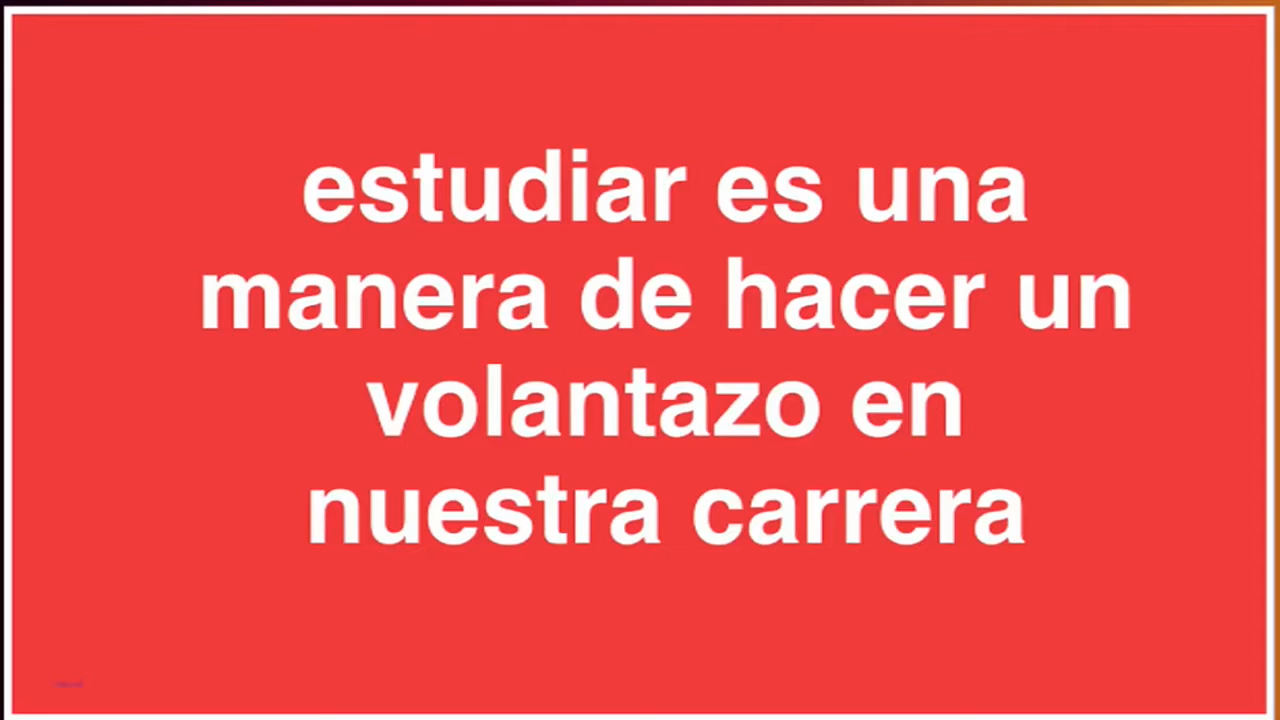 estudiar es una
manera de hacer un
volantazo en
nuestra carrera